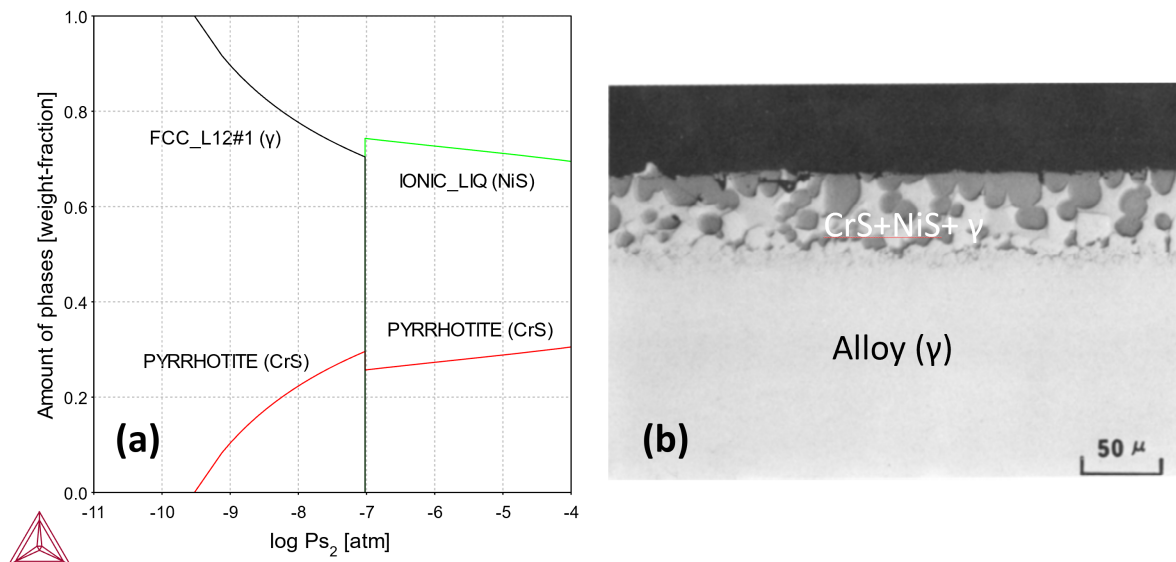 1.0
0.8
0.6
0.4
0.2
0.0
Amount of phases [weight-fraction]
FCC_L12#1 (γ)
IONIC_LIQ (NiS)
PYRRHOTITE (CrS)
PYRRHOTITE (CrS)
(a)
-11 -10 -9 -8 -7 -6 -5 -4
log Ps2 [atm]
CrS+NiS+ γ
Alloy (γ)
(b)
50 μ